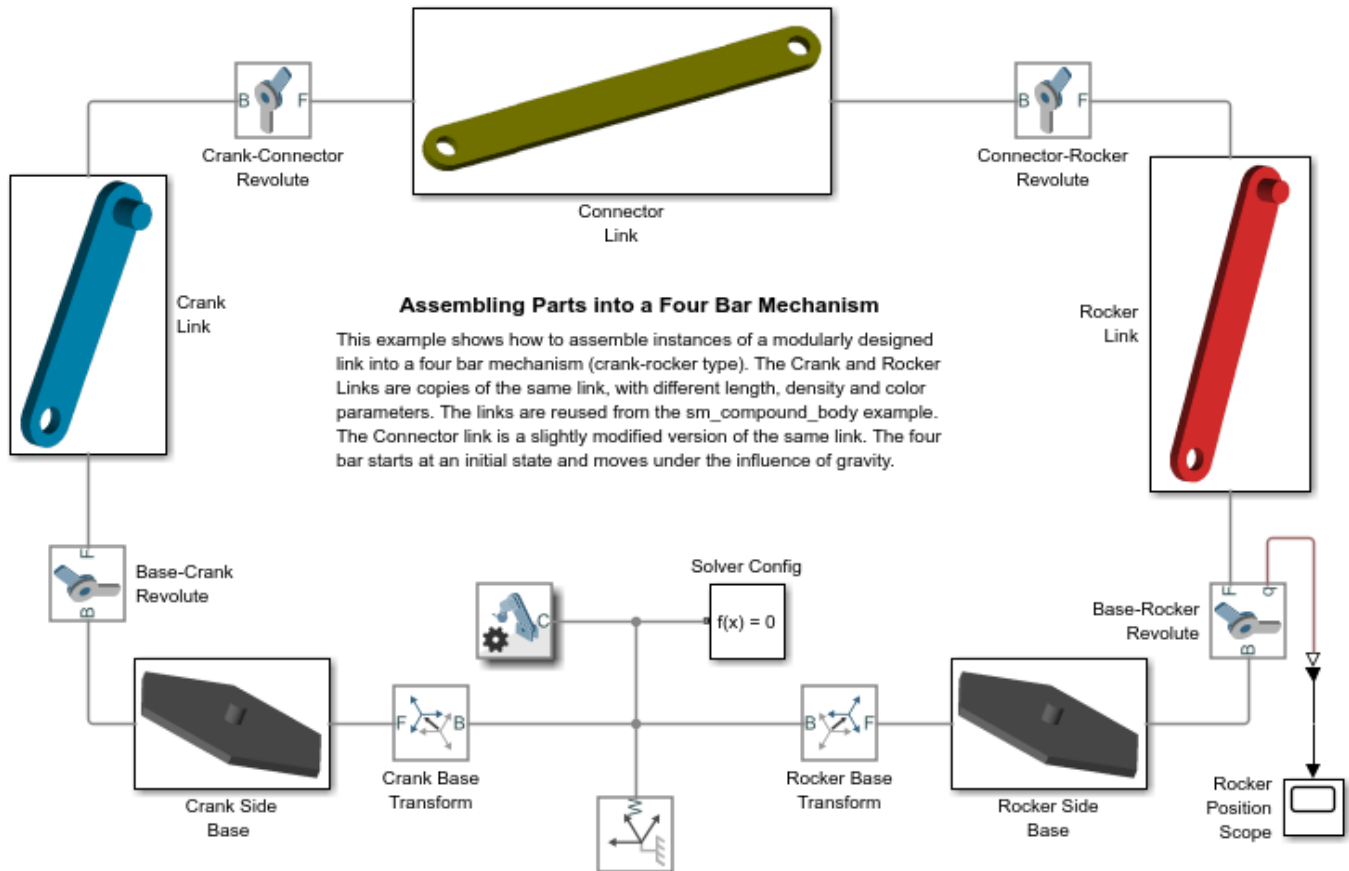 B
F
Crank-Connector
Revolute
Connector
Link
B
F
Connector-Rocker
Revolute
Crank
Link
Rocker
Link
Assembling Parts into a Four Bar Mechanism
This example shows how to assemble instances of a modularly designed
link into a four bar mechanism (crank-rocker type). The Crank and Rocker
Links are copies of the same link, with different length, density and color
parameters. The links are reused from the sm_compound_body example.
The Connector link is a slightly modified version of the same link. The four
bar starts at an initial state and moves under the influence of gravity.
F
B
Base-Crank
Revolute
C
Solver Config
f(x) = 0
F
q
B
Base-Rocker
Revolute
Crank Side
Base
F
B
Crank Base
Transform
W
B
F
Rocker Base
Transform
Rocker Side
Base
Rocker
Position
Scope